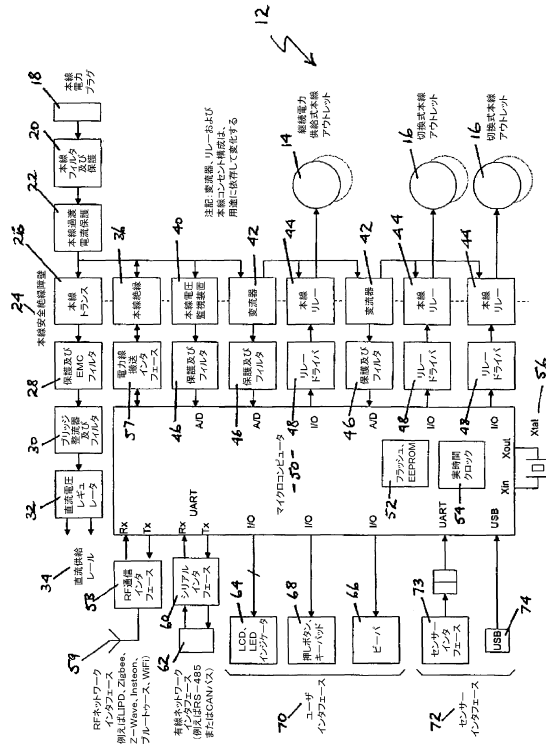 12
本線
電力
プラグ
18
本線
フィルタ
及び
保護
20
本線過渡
電流保護
22
24
本線安全絶縁障壁
26
本線
トランス
36
本線絶縁
40
本線電圧
監視装置
42
変流器
44
本線
リレー
42
変流器
44
本線
リレー
44
本線
リレー
注記:変流器、リレーおよび
本線コンセント構成は、
用途に依存して変化する
14
継続電力
供給式本線
アウトレット
16
切換式本線
アウトレット
16
切換式本線
アウトレット
28
保護及び
EMC
フィルタ
57
電力線
搬送
インタ
フェース
46
保護及び
フィルタ
46
保護及び
フィルタ
48
リレー
ドライバ
46
保護及び
フィルタ
48
リレー
ドライバ
48
リレー
ドライバ
30
ブリッジ
整流器
及び
フィルタ
32
直流電圧
レギュ
レータ
34
直流供給
レール
A/D
A/D
I/O
A/D
I/O
I/O
マイクロコンピュータ
-50-
52
フラッシュ、
EEPROM
54
実時間
クロック
UART
Rx
Tx
Rx
Tx
I/O
I/O
I/O
UART
USB
Xin
Xout
Xtal
56
58
RF通信
インタ
フェース
59
60
シリアル
インタ
フェース
62
64
LCD、
LED
インジケータ
68
押しボタン、
キーパッド
66
ビーパ
73
センサー
インタ
フェース
USB
74
RFネットワーク
インタフェース
例えばLIPD、Zigbee、
Z-Wave、Insteon、
ブルートゥース、WiFi)
有線ネットワーク
インタフェース
(例えばRS-485
またはCANバス)
70
ユーザ
インタフェース
72
センサー
インタフェース